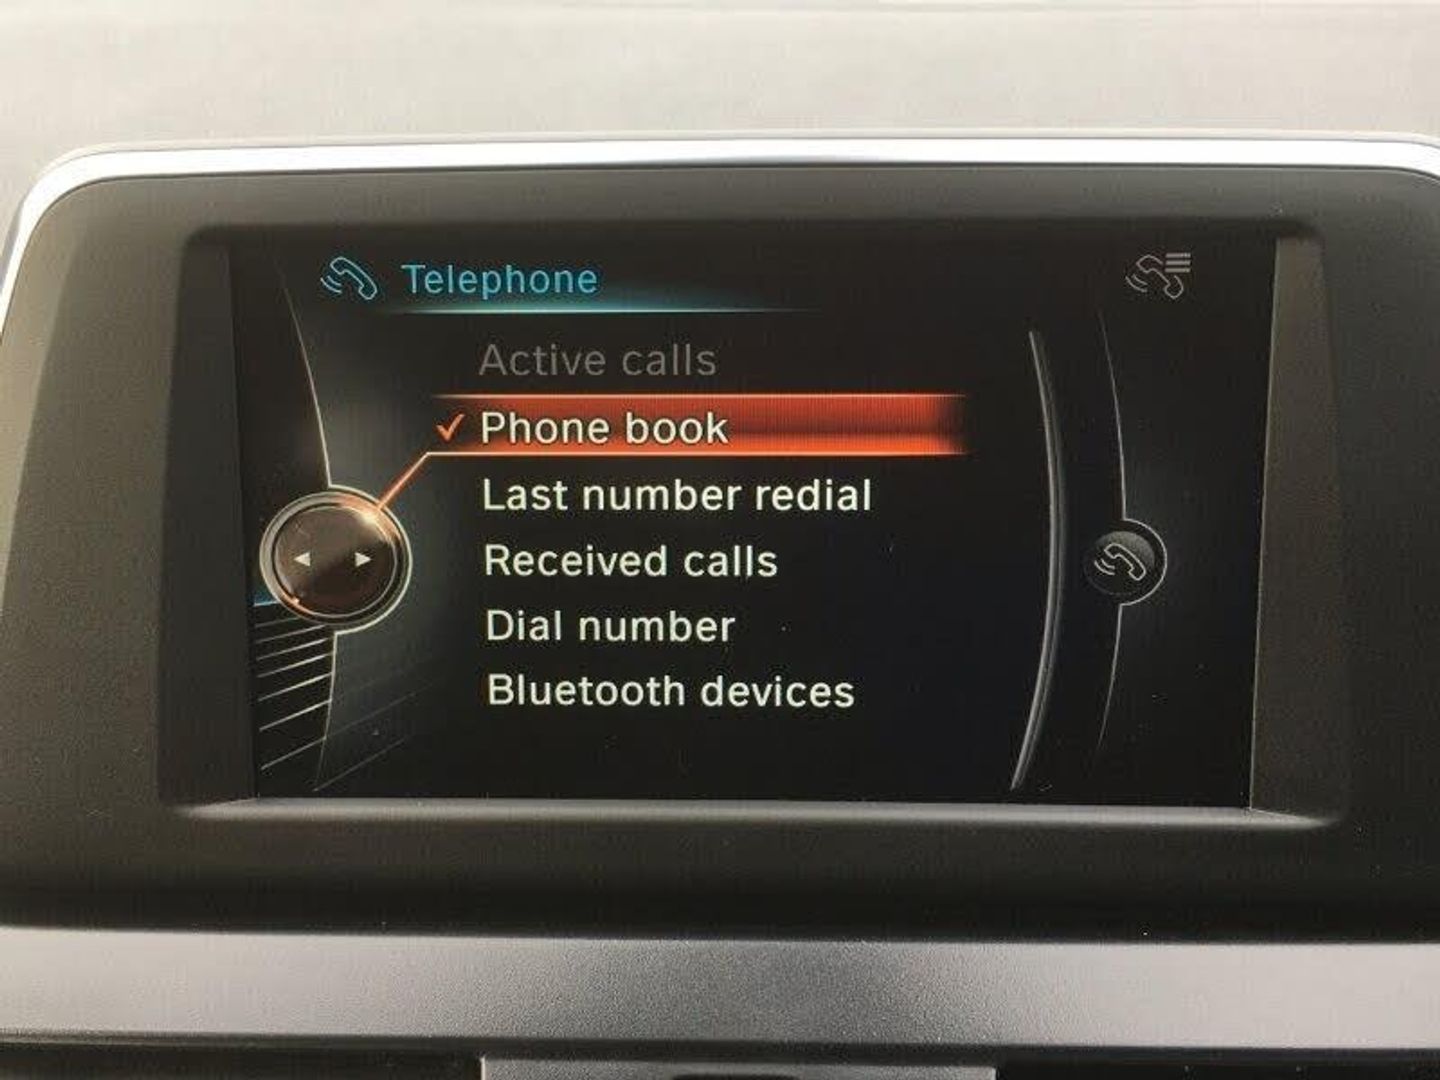 Telephone
Active calls
Phone book
Last number redial
Received calls
Dial number
Bluetooth devices